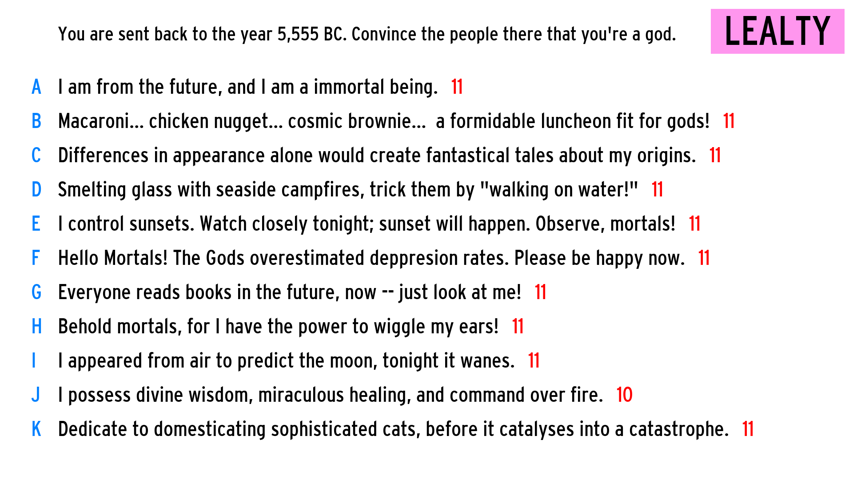 You are sent back to the year 5,555 BC. Convince the people there that you're a god.
LEALTY
A I am from the future, and I am a immortal being. 11
B Macaroni... chicken nugget... cosmic brownie... a formidable luncheon fit for gods! 11
C Differences in appearance alone would create fantastical tales about my origins. 11
D Smelting glass with seaside campfires, trick them by "walking on water!" 11
E I control sunsets. Watch closely tonight; sunset will happen. Observe, mortals! 11
F Hello Mortals! The Gods overestimated deppresion rates. Please be happy now. 11
G Everyone reads books in the future, now -- just look at me! 11
H Behold mortals, for I have the power to wiggle my ears! 11
I I appeared from air to predict the moon, tonight it wanes. 11
J I possess divine wisdom, miraculous healing, and command over fire. 10
K Dedicate to domesticating sophisticated cats, before it catalyses into a catastrophe. 11